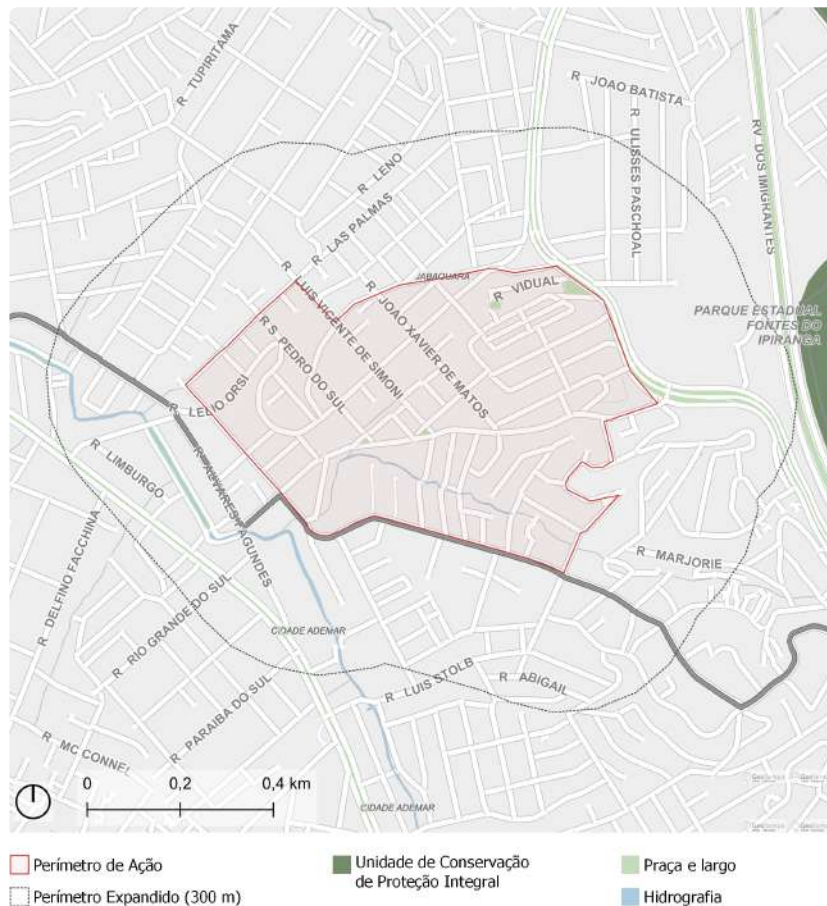 R TUPIRITAMA
R JOAO BATISTA
R ULISSES PASCHOAL
RV DOS IMIGRANTES
R LENO
R LAS PALMAS
JABAQUARA
R VIDUAL
R LUIS VICENTE DE SIMONI
R JOAO XAVIER DE MATOS
R S PEDRO DO SUL
PARQUE ESTADUAL
FONTES DO
IPIRANGA
R LELIO ORSI
R LIMBURGO
R ALVARES FAGUNDES
R MARJORIE
R DELFINO FACCHINA
R RIO GRANDE DO SUL
CIDADE ADEMAR
R LUIS STOLB
R ABIGAIL
R PARAIBA DO SUL
R MC CONNEL
0 0,2 0,4 km
CIDADE ADEMAR
Perímetro de Ação
Perímetro Expandido (300 m)
Unidade de Conservação
de Proteção Integral
Praça e largo
Hidrografia